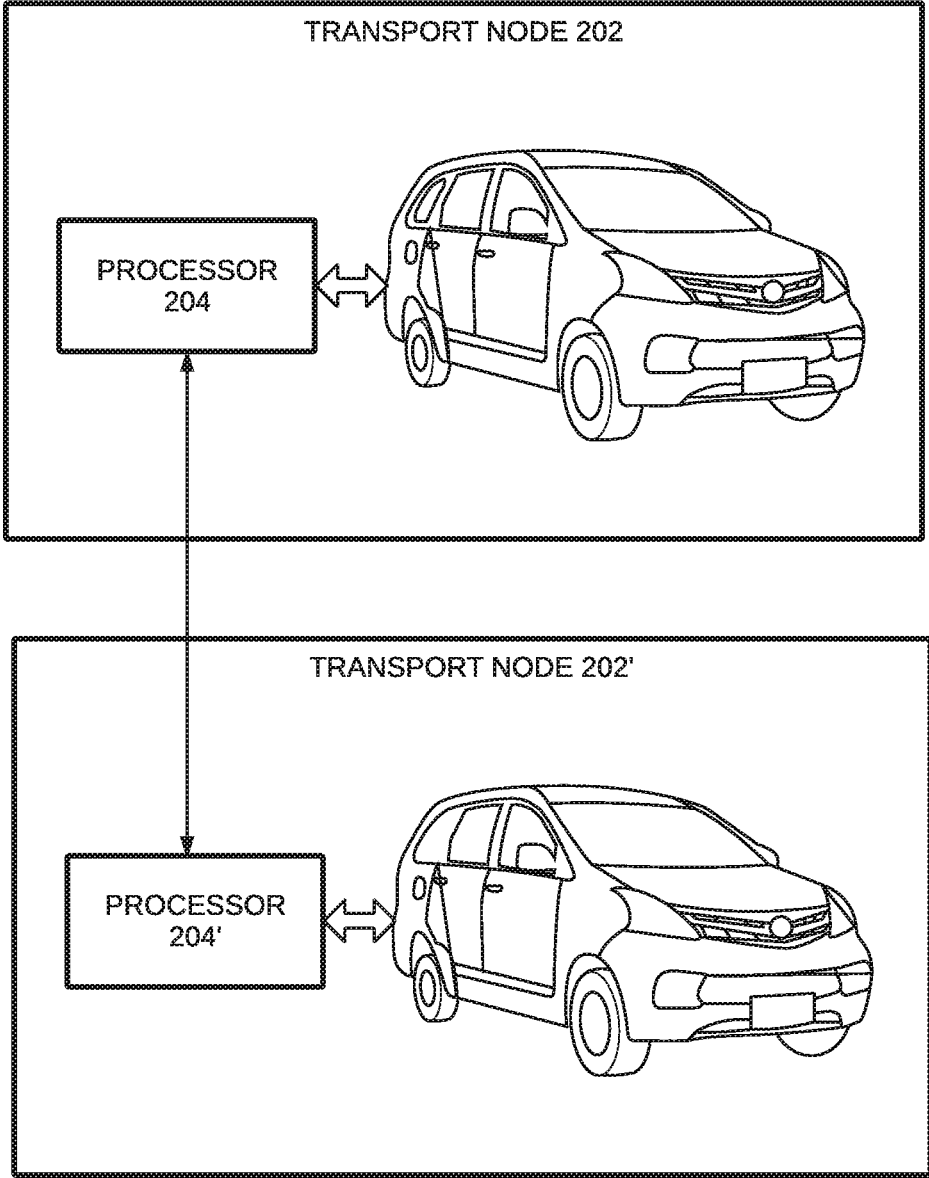 TRANSPORT NODE 202
PROCESSOR
204
TRANSPORT NODE 202'
PROCESSOR
204'